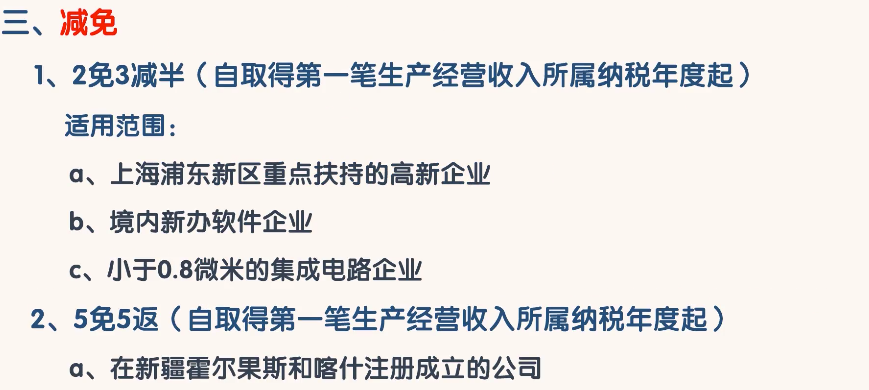 三、减免
1、2免3减半（自取得第一笔生产经营收入所属纳税年度起）
适用范围：
a、上海浦东新区重点扶持的高新企业
b、境内新办软件企业
c、小于0.8微米的集成电路企业
2、5免5返（自取得第一笔生产经营收入所属纳税年度起）
a、在新疆霍尔果斯和喀什注册成立的公司